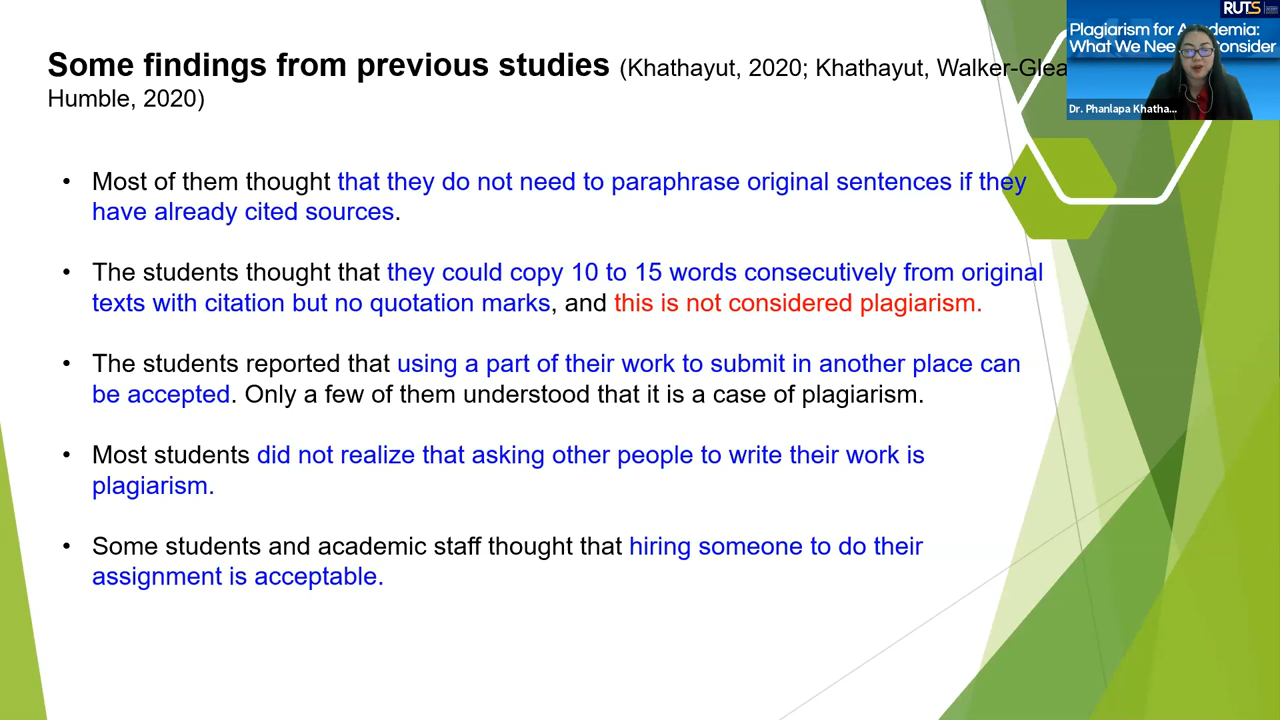 Some findings from previous studies (Khathayut, 2020; Khathayut, Walker-Glea
Humble, 2020)
• Most of them thought that they do not need to paraphrase original sentences if they
have already cited sources.
• The students thought that they could copy 10 to 15 words consecutively from original
texts with citation but no quotation marks, and this is not considered plagiarism.
• The students reported that using a part of their work to submit in another place can
be accepted. Only a few of them understood that it is a case of plagiarism.
• Most students did not realize that asking other people to write their work is
plagiarism.
• Some students and academic staff thought that hiring someone to do their
assignment is acceptable.
RUTS
Plagiarism for A demia:
What We Nee onsider
Dr. Phanlapa Khatha...